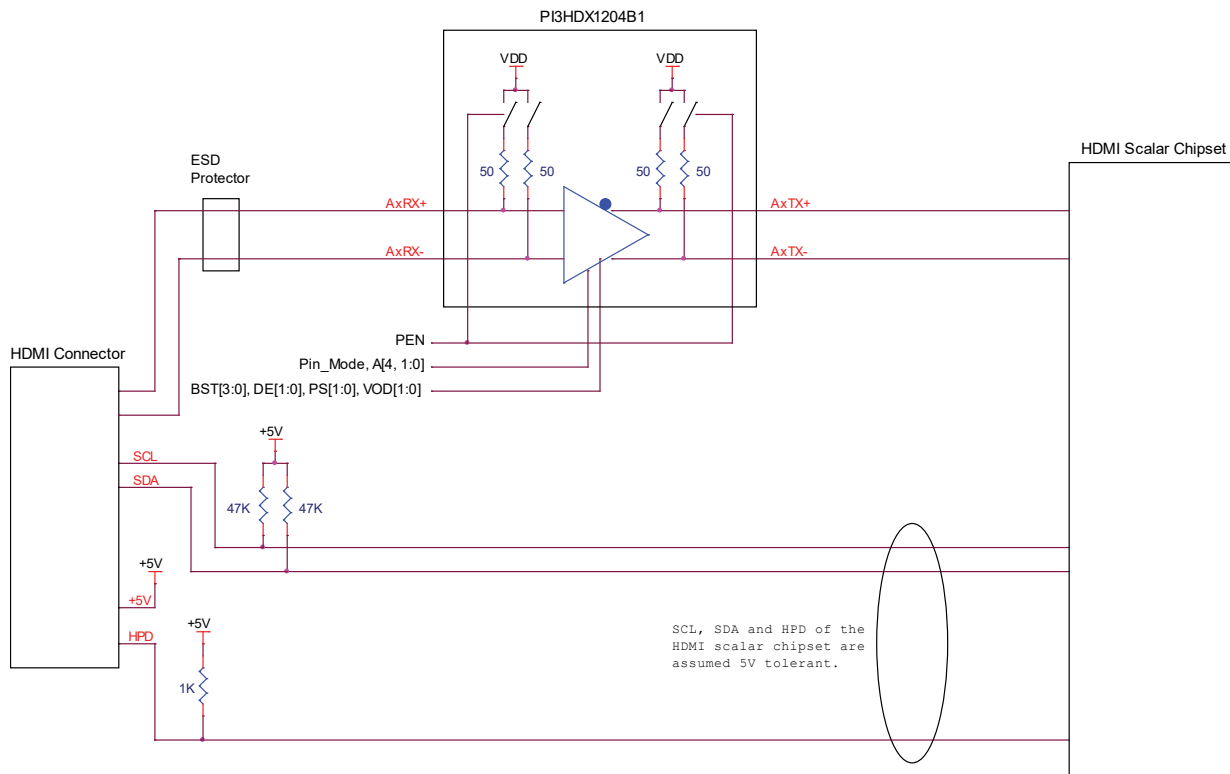 PI3HDX1204B1
VDD
VDD
HDMI Scalar Chipset
ESD
Protector
50
50
50
50
AxRX+
AxTX+
AxRX-
AxTX-
PEN
HDMI Connector
Pin_Mode, A[4, 1:0]
BST[3:0], DE[1:0], PS[1:0], VOD[1:0]
+5V
SCL
SDA
47K
47K
+5V
+5V
+5V
HPD
SCL, SDA and HPD of the
HDMI scalar chipset are
assumed 5V tolerant.
1K